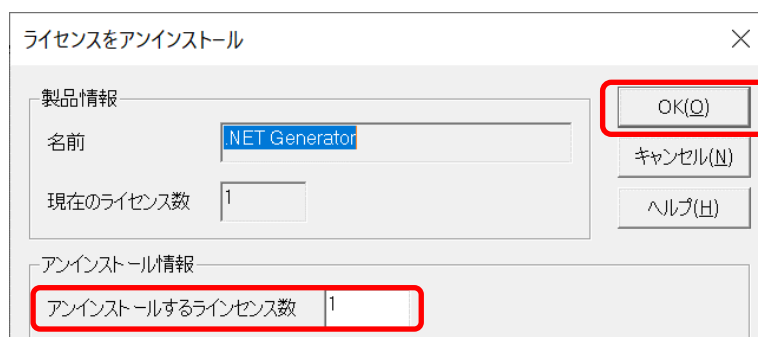 ライセンスをアンインストール
製品情報
名前 .NET Generator
現在のライセンス数 1
OK(O)
キャンセル(N)
ヘルプ(H)
アンインストール情報
アンインストールするラインセンス数 1